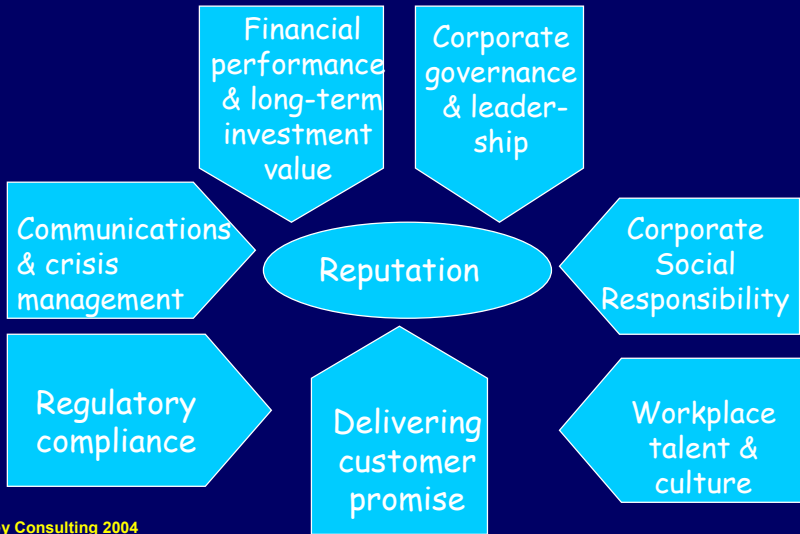 Financial
performance
& long-term
investment
value
Corporate
governance
& leader-
ship
Communications
& crisis
management
Reputation
Corporate
Social
Responsibility
Regulatory
compliance
Delivering
customer
promise
Workplace
talent &
culture
Consulting 2004